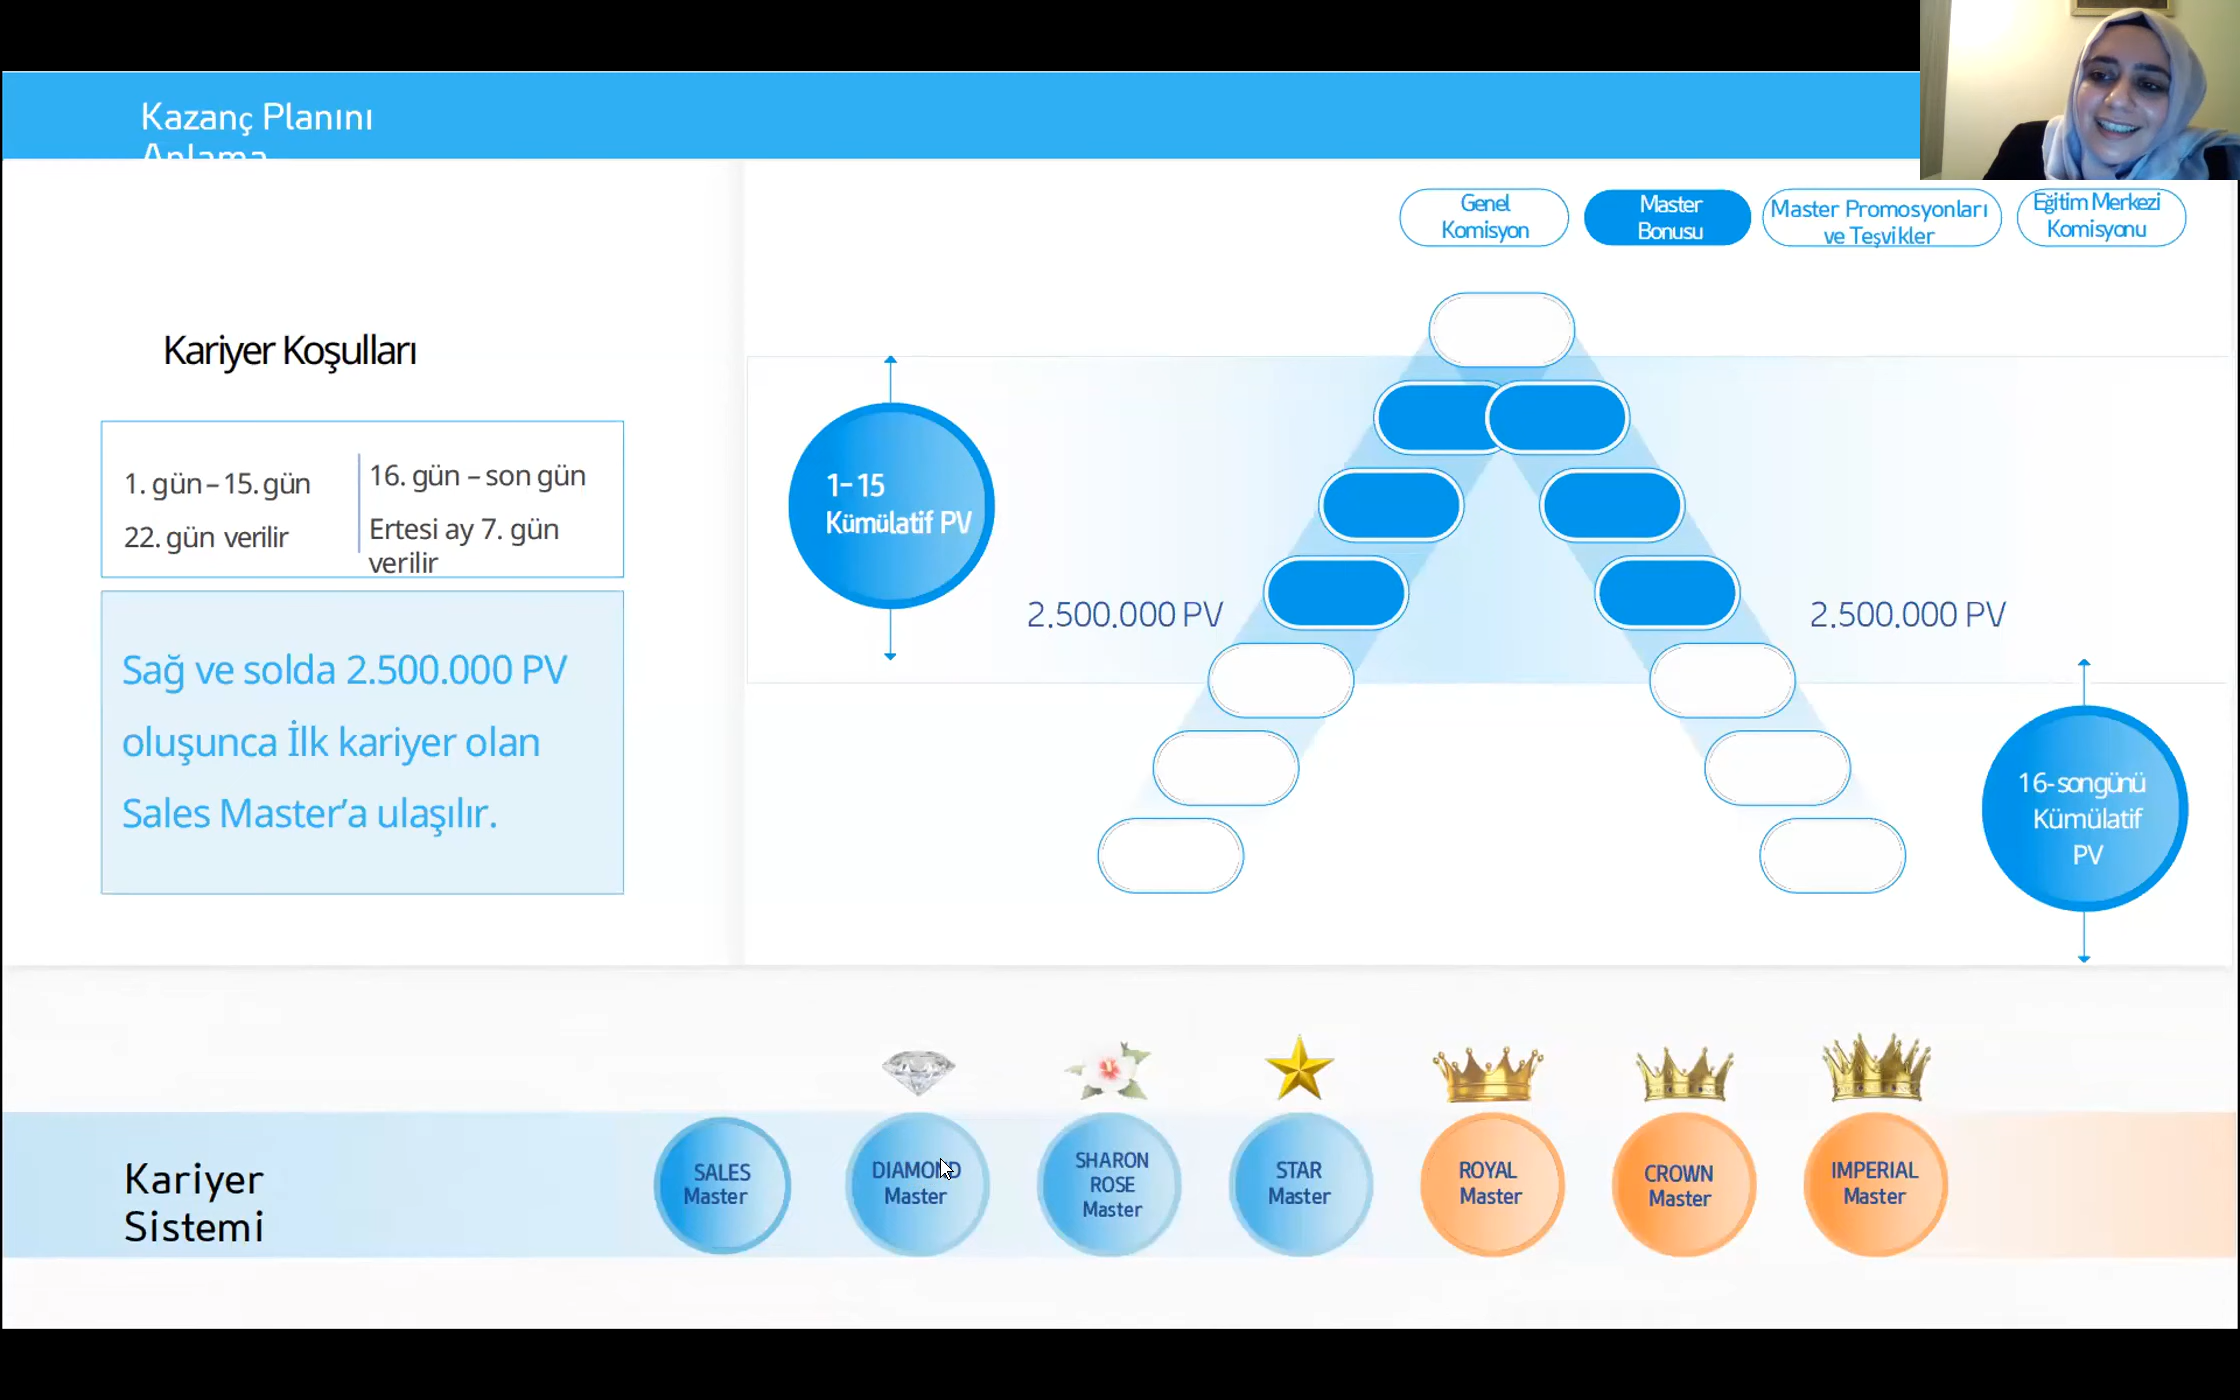 Kazanç Planını
Anlama
Genel
Komisyon
Master
Bonusu
Master Promosyonları
ve Teşvikler
Eğitim Merkezi
Komisyonu
Kariyer Koşulları
1. gün – 15. gün
22. gün verilir
16. gün – son gün
Ertesi ay 7. gün
verilir
Sağ ve solda 2.500.000 PV
oluşunca İlk kariyer olan
Sales Master’a ulaşılır.
1- 15
Kümülatif PV
2.500.000 PV
2.500.000 PV
16- songünü
Kümülatif
PV
Kariyer
Sistemi
SALES
Master
DIAMOND
Master
SHARON
ROSE
Master
STAR
Master
ROYAL
Master
CROWN
Master
IMPERIAL
Master